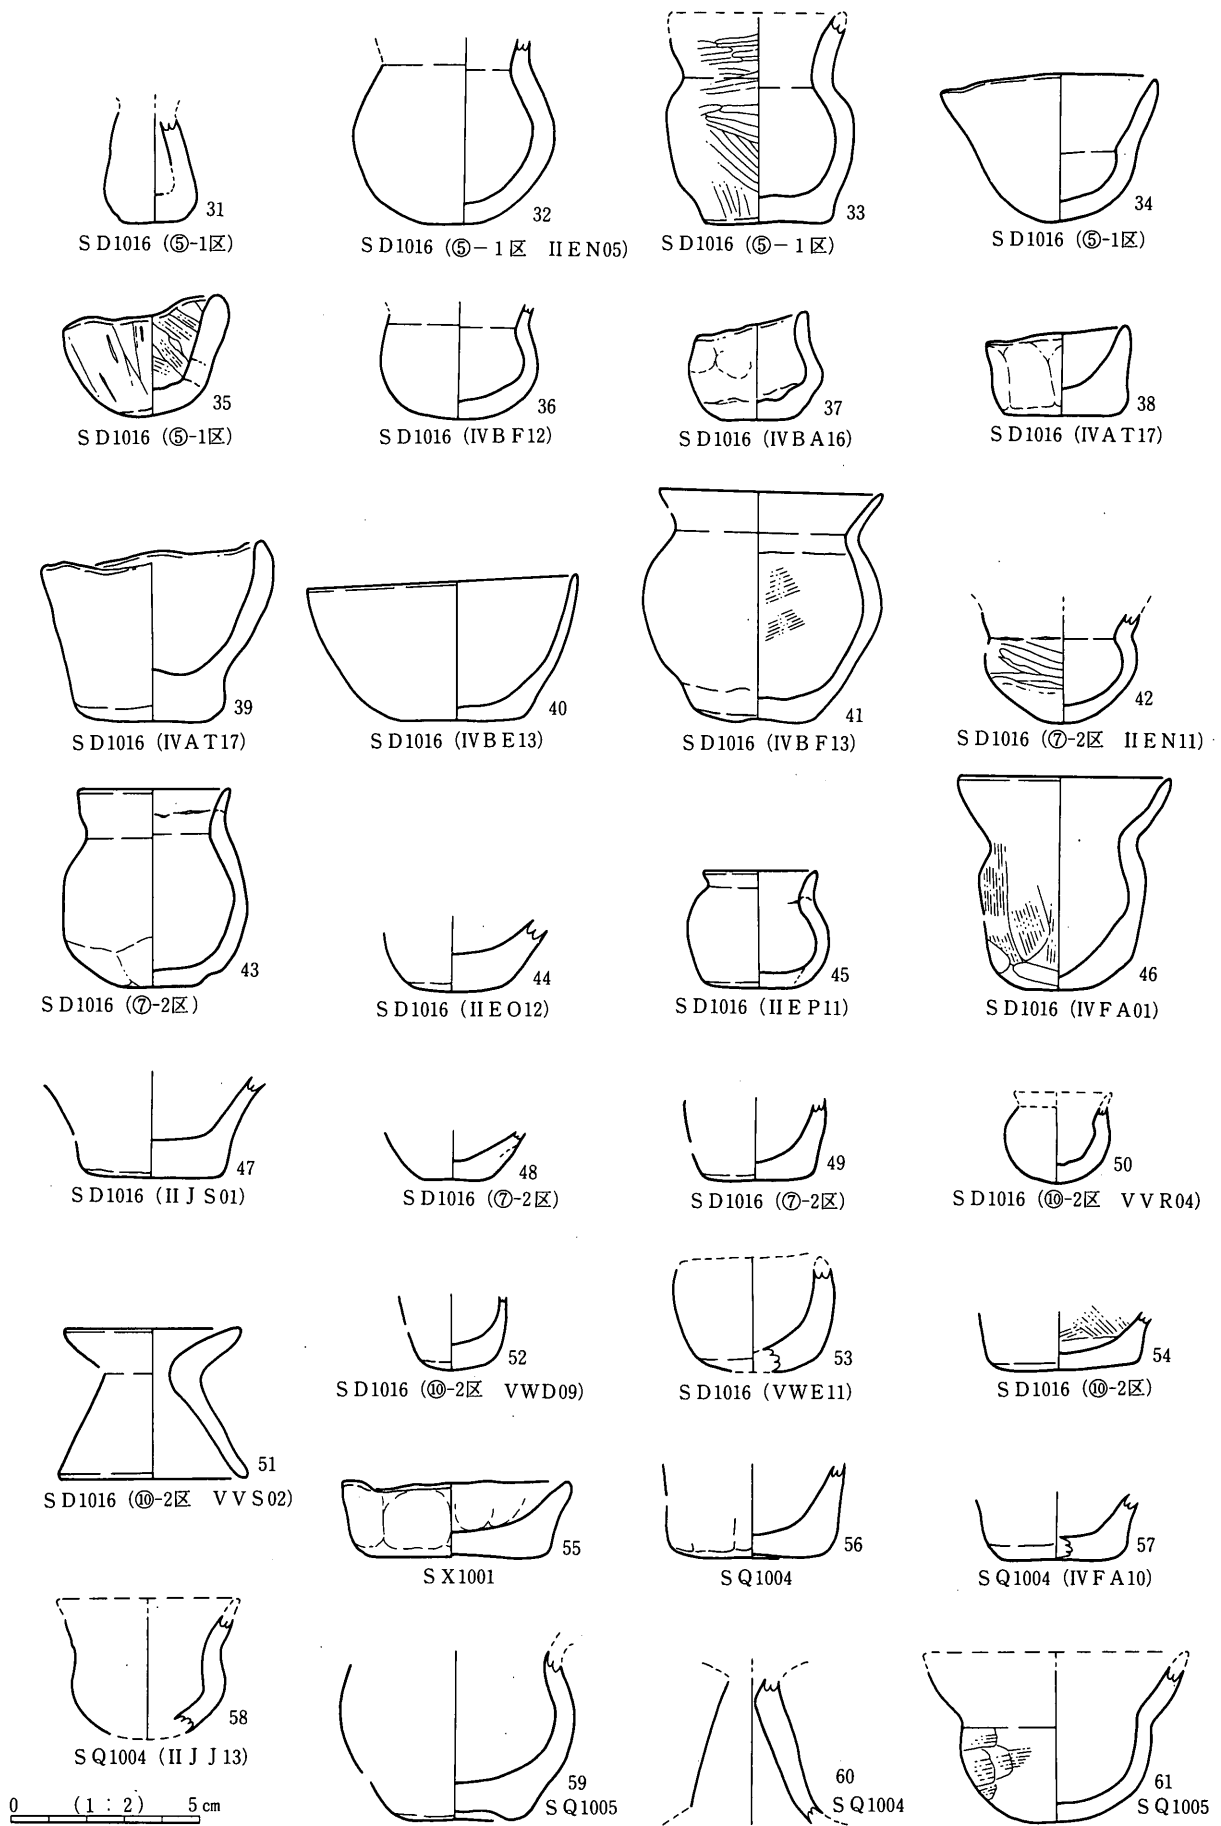 31
SD1016 (⑤-1区)
32
SD1016 (⑤-1区 IIEN05)
33
SD1016 (⑤-1区)
34
SD1016 (⑤-1区)
35
SD1016 (⑤-1区)
36
SD1016 (IVBF12)
37
SD1016 (IVBA16)
38
SD1016 (IVAT17)
39
SD1016 (IVAT17)
40
SD1016 (IVBE13)
41
SD1016 (IVBF13)
42
SD1016 (⑦-2区 IIEN11)
43
SD1016 (⑦-2区)
44
SD1016 (IIEO12)
45
SD1016 (IIEP11)
46
SD1016 (IVFA01)
47
SD1016 (IIJS01)
48
SD1016 (⑦-2区)
49
SD1016 (⑦-2区)
50
SD1016 (⑩-2区 VVR04)
51
SD1016 (⑩-2区 VVS02)
52
SD1016 (⑩-2区 VWD09)
53
SD1016 (VWE11)
54
SD1016 (⑩-2区)
55
SX1001
56
SQ1004
57
SQ1004 (IVFA10)
58
SQ1004 (IIJJ13)
59
SQ1005
60
SQ1004
61
SQ1005
0 (1:2) 5cm